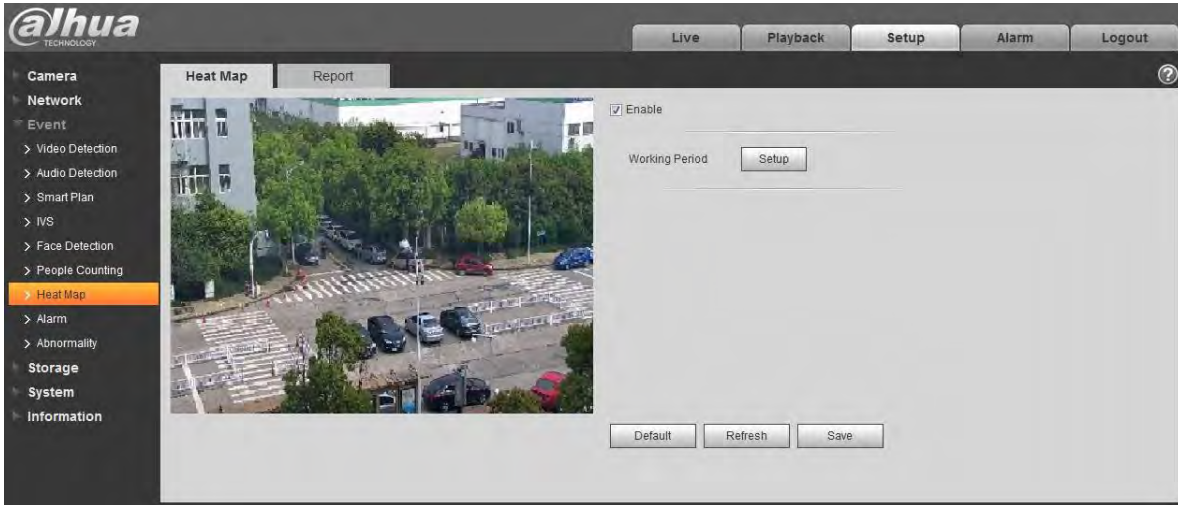 alhua
TECHNOLOGY
Live
Playback
Setup
Alarm
Logout
Camera
Network
Event
> Video Detection
> Audio Detection
> Smart Plan
> IVS
> Face Detection
> People Counting
> Heat Map
> Alarm
> Abnormality
Storage
System
Information
Heat Map
Report
?
Enable
Working Period
Setup
Default
Refresh
Save